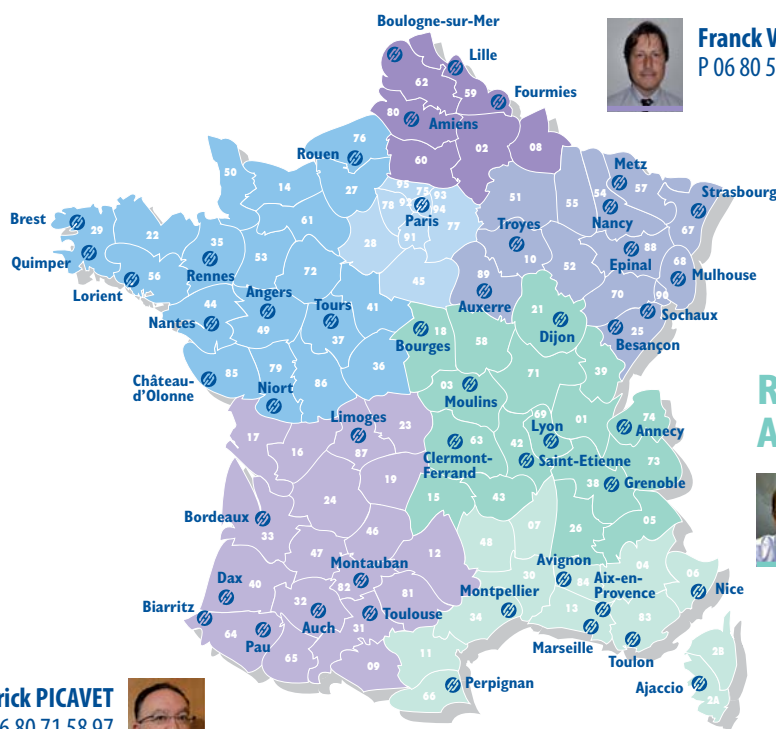 Boulogne-sur-Mer
Franck
P 06 80 5
Lille
62
59
Fourmies
80
Amiens
76
Rouen
60
02
08
Metz
50
14
27
95
75
93
78
92
94
Paris
77
91
51
55
54
57
Strasbourg
Nancy
67
Brest
29
22
61
28
Troyes
10
88
Epinal
68
Mulhouse
Quimper
35
Rennes
53
72
45
52
70
90
Lorient
56
Angers
Tours
41
89
Auxerre
21
Sochaux
44
Nantes
49
37
18
Bourges
58
Dijon
25
Besançon
Château-
d'Olonne
85
79
Niort
86
36
03
Moulins
71
39
R
A
Limoges
23
17
16
87
69
Lyon
01
74
Annecy
63
Clermont-
Ferrand
42
Saint-Etienne
73
19
38
Grenoble
24
15
43
Bordeaux
33
46
07
26
05
47
Montauban
12
48
Avignon
04
Dax
40
82
81
30
84
Aix-en-
Provence
06
Nice
Biarritz
32
Auch
Toulouse
31
Montpellier
34
13
83
64
Pau
65
09
11
Marseille
Toulon
2B
66
Perpignan
Ajaccio
2A
rick PICAVET
6 80 71 58 97